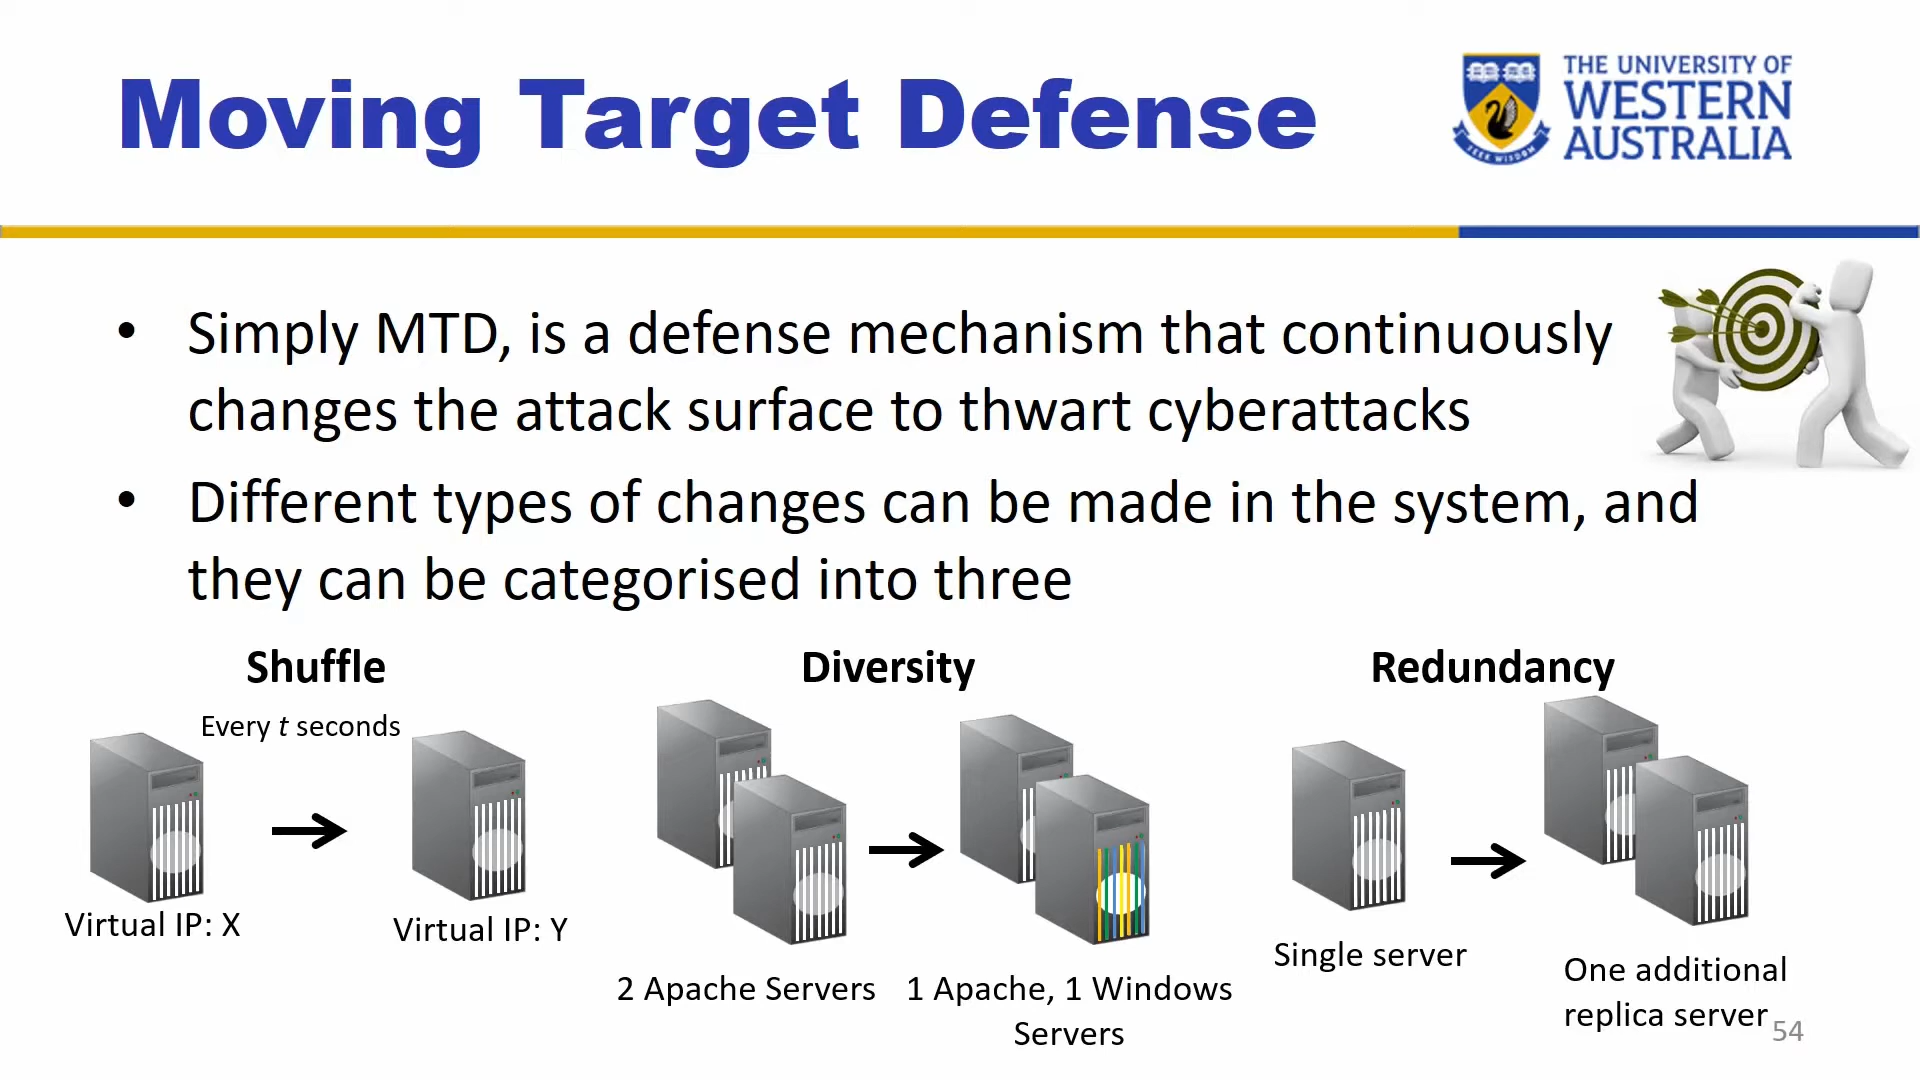 Moving Target Defense
THE UNIVERSITY OF
WESTERN
AUSTRALIA
SEEK WISDOM
• Simply MTD, is a defense mechanism that continuously
changes the attack surface to thwart cyberattacks
• Different types of changes can be made in the system, and
they can be categorised into three
Shuffle
Every t seconds
Virtual IP: X
Virtual IP: Y
Diversity
2 Apache Servers
1 Apache, 1 Windows
Servers
Redundancy
Single server
One additional
replica server
54